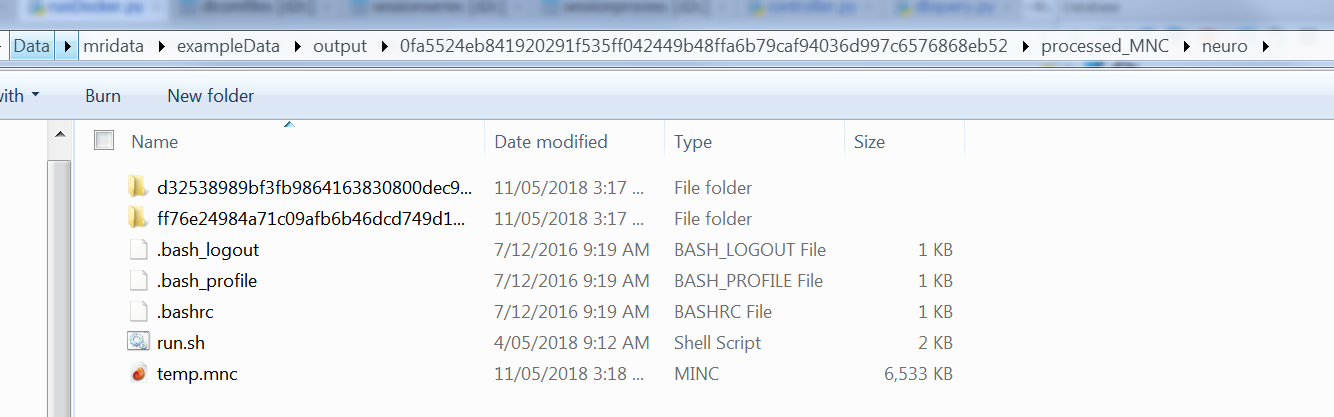 runDocker.py
controller.py
dbquery.py
Database
Data mridata exampleData output 0fa5524eb841920291f535ff042449b48ffa6b79caf94036d997c6576868eb52 processed_MNC neuro
with Burn New folder
Name Date modified Type Size
d32538989bf3fb9864163830800dec9... 11/05/2018 3:17 ... File folder
ff76e24984a71c09afb6b46dcd749d1... 11/05/2018 3:17 ... File folder
.bash_logout 7/12/2016 9:19 AM BASH_LOGOUT File 1 KB
.bash_profile 7/12/2016 9:19 AM BASH_PROFILE File 1 KB
.bashrc 7/12/2016 9:19 AM BASHRC File 1 KB
run.sh 4/05/2018 9:12 AM Shell Script 2 KB
temp.mnc 11/05/2018 3:18 ... MINC 6,533 KB